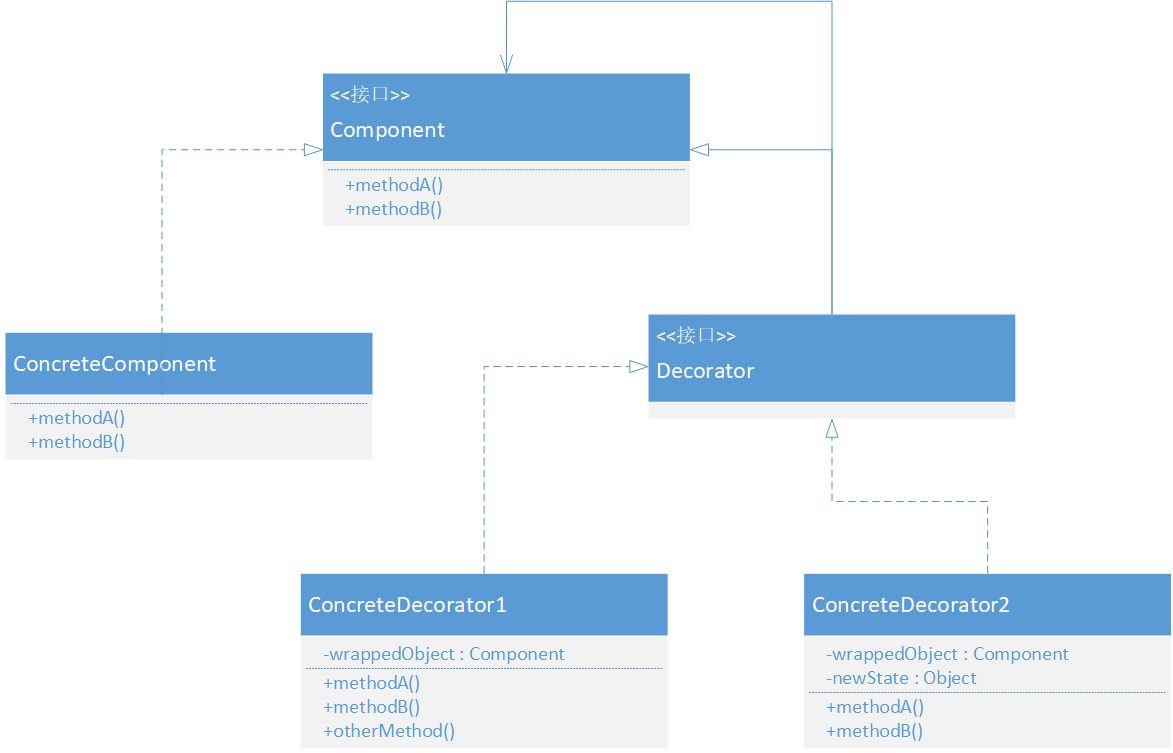 <<接口>>
Component
+methodA()
+methodB()
<<接口>>
Decorator
ConcreteComponent
+methodA()
+methodB()
ConcreteDecorator1
-wrappedObject : Component
+methodA()
+methodB()
+otherMethod()
ConcreteDecorator2
-wrappedObject : Component
-newState : Object
+methodA()
+methodB()